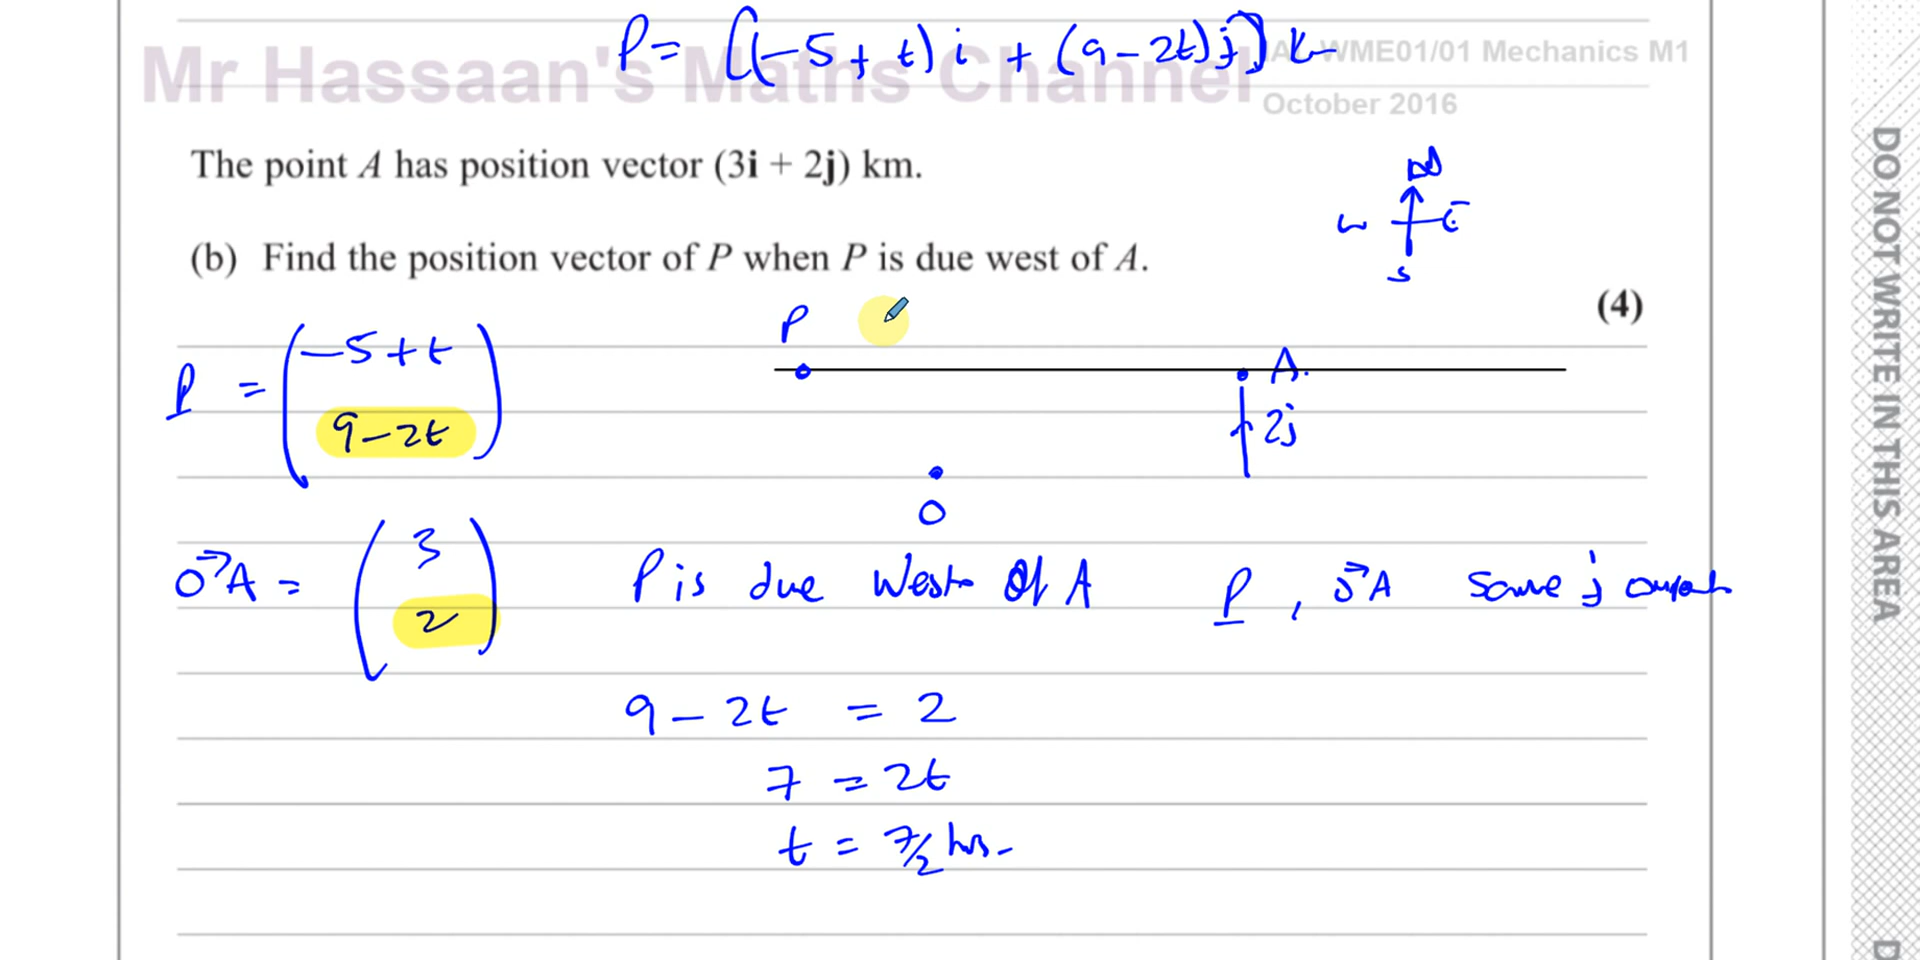 P = [(-5 + t) i + (9 - 2t) j] k
Mr Hassaan's Maths Channel
WME01/01 Mechanics M1
October 2016
The point A has position vector (3i + 2j) km.
N
W E
S
(b) Find the position vector of P when P is due west of A.
(4)
P
A.
P = ( -5 + t
9 - 2t )
2j
O
OA = ( 3
2 )
P is due West of A P , OA same j
9 - 2t = 2
7 = 2t
t = 7/2 hrs.
DO NOT WRITE IN THIS AREA
D